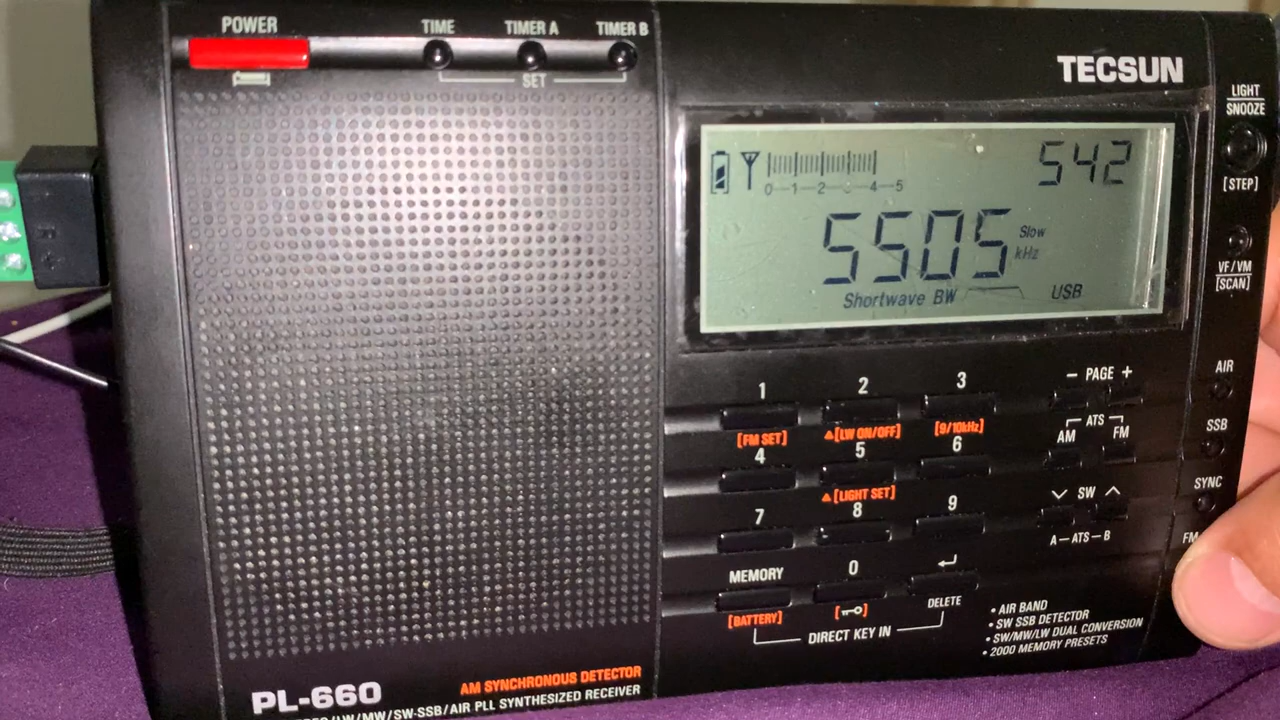 POWER
TIME
TIMER A
TIMER B
SET
TECSUN
LIGHT
SNOOZE
[STEP]
542
0-1-2 4-5
5505
Slow
kHz
Shortwave BW
USB
VF/VM
[SCAN]
AIR
SSB
SYNC
FM
1 2 3
- PAGE +
[FM SET] [LW ON/OFF] [9/10kHz]
ATS
AM FM
4 5 6
[LIGHT SET]
SW
7 8 9
A-ATS-B
MEMORY 0
[BATTERY]
DELETE
DIRECT KEY IN
• AIR BAND
• SW SSB DETECTOR
• SW/MW/LW DUAL CONVERSION
• 2000 MEMORY PRESETS
PL-660
AM SYNCHRONOUS DETECTOR
/LW/MW/SW-SSB/AIR PLL SYNTHESIZED RECEIVER